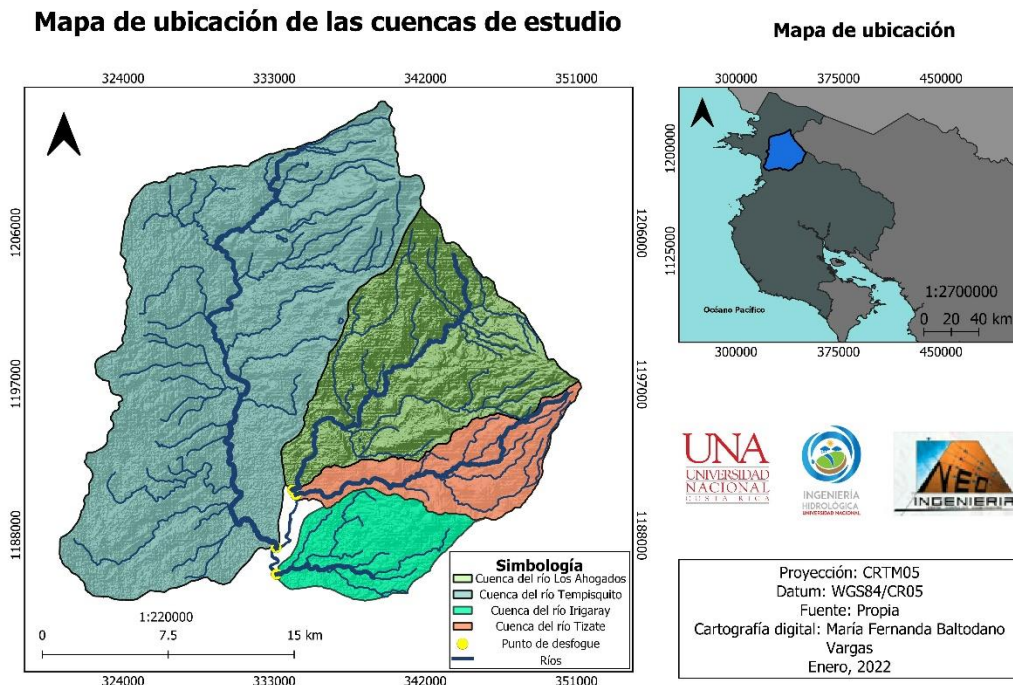 Mapa de ubicación de las cuencas de estudio
324000 333000 342000 351000
1206000
1197000
1188000
1206000
1197000
1188000
1:220000
0 7.5 15 km
324000 333000 342000 351000
Simbología
Cuenca del río Los Ahogados
Cuenca del río Tempisquito
Cuenca del río Irigaray
Cuenca del río Tizate
Punto de desfogue
Ríos
Mapa de ubicación
300000 375000 450000
1200000
1125000
Océano Pacífico
1:2700000
0 20 40 km
300000 375000 450000
UNA
UNIVERSIDAD
NACIONAL
COSTA RICA
INGENIERÍA
HIDROLÓGICA
UNIVERSIDAD NACIONAL
NEO
INGENIERIA
Proyección: CRTM05
Datum: WGS84/CR05
Fuente: Propia
Cartografía digital: María Fernanda Baltodano
Vargas
Enero, 2022